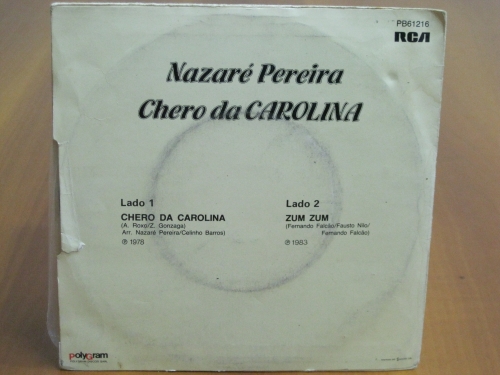 PB61216
RCA
Nazaré Pereira
Chero da CAROLINA
Lado 1
CHERO DA CAROLINA
(A. Roxo/Z. Gonzaga)
Arr. Nazaré Pereira/Celinho Barros)
℗ 1978
Lado 2
ZUM ZUM
(Fernando Falcão/Fausto Nilo/
Fernando Falcão)
℗ 1983
polygram